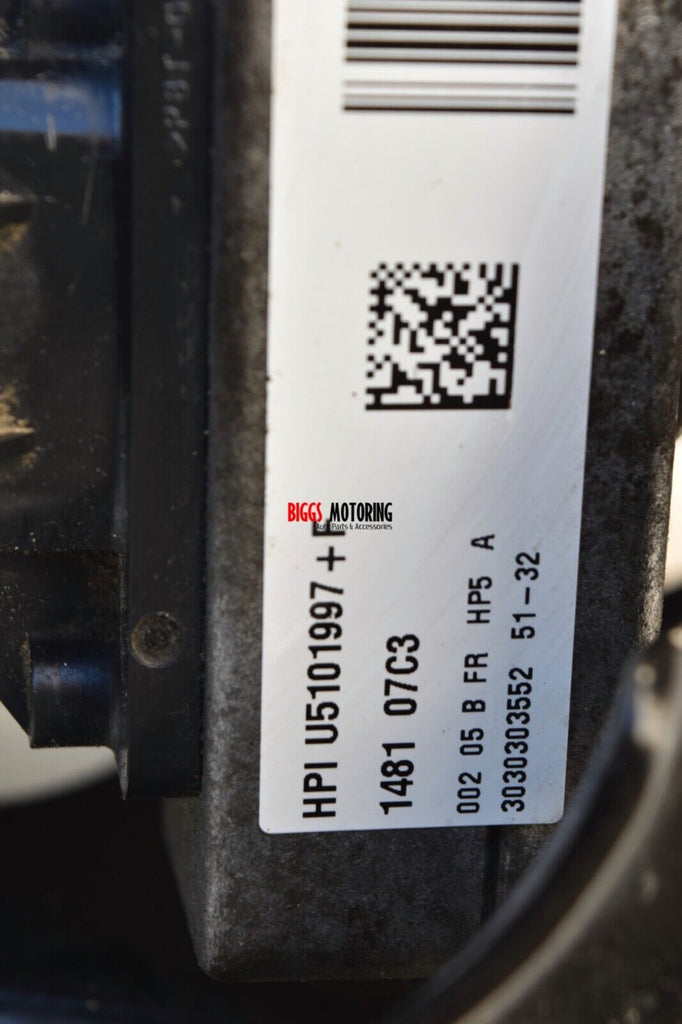 HPI U5101997+
1481 07C3
002 05 B FR HP5 A
3030303552 51-32
BIGGS MOTORING
Auto Parts & Accessories